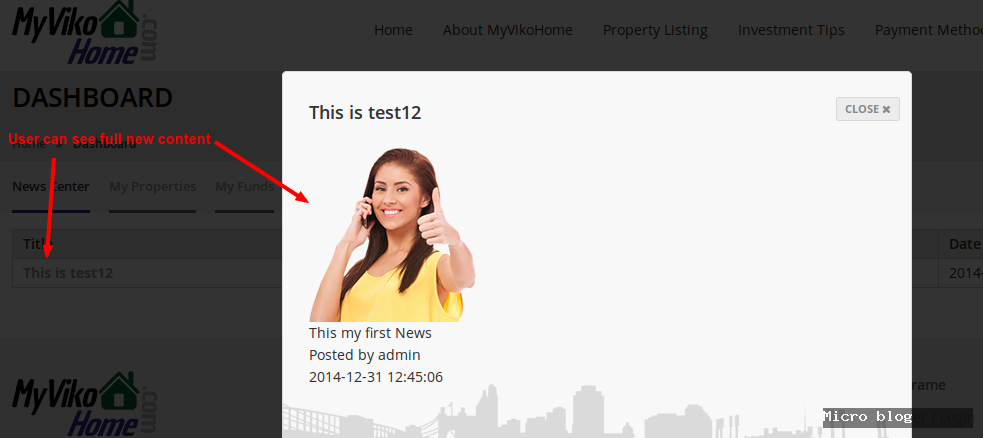 MyViko
Home
.com
Home About MyVikoHome Property Listing Investment Tips Payment Metho
DASHBOARD
This is test12
CLOSE ✖
User can see full new content
Home Dashboard
News Center My Properties My Funds
Title Date
This is test12 2014-
This my first News
Posted by admin
2014-12-31 12:45:06
MyViko
Home
.com
rame
Micro blog
/ Login